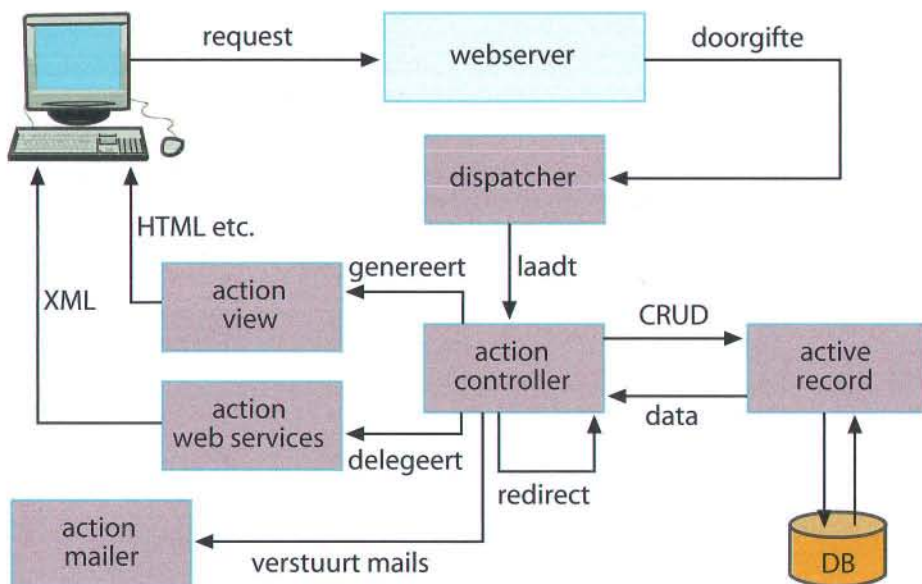 request
webserver
doorgifte
dispatcher
HTML etc.
laadt
genereert
XML
action
view
CRUD
action
controller
active
record
action
web services
data
delegeert
redirect
action
mailer
verstuurt mails
DB